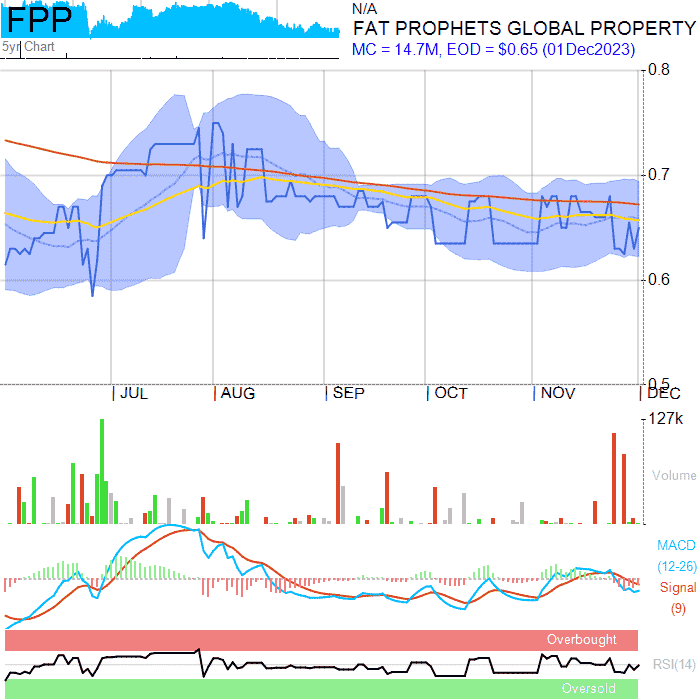 FPP
N/A
FAT PROPHETS GLOBAL PROPERTY
MC = 14.7M, EOD = $0.65 (01Dec2023)
5yr Chart
0.8
0.7
0.6
0.5
JUL AUG SEP OCT NOV DEC
127k
Volume
MACD
(12-26)
Signal
(9)
Overbought
RSI(14)
Oversold